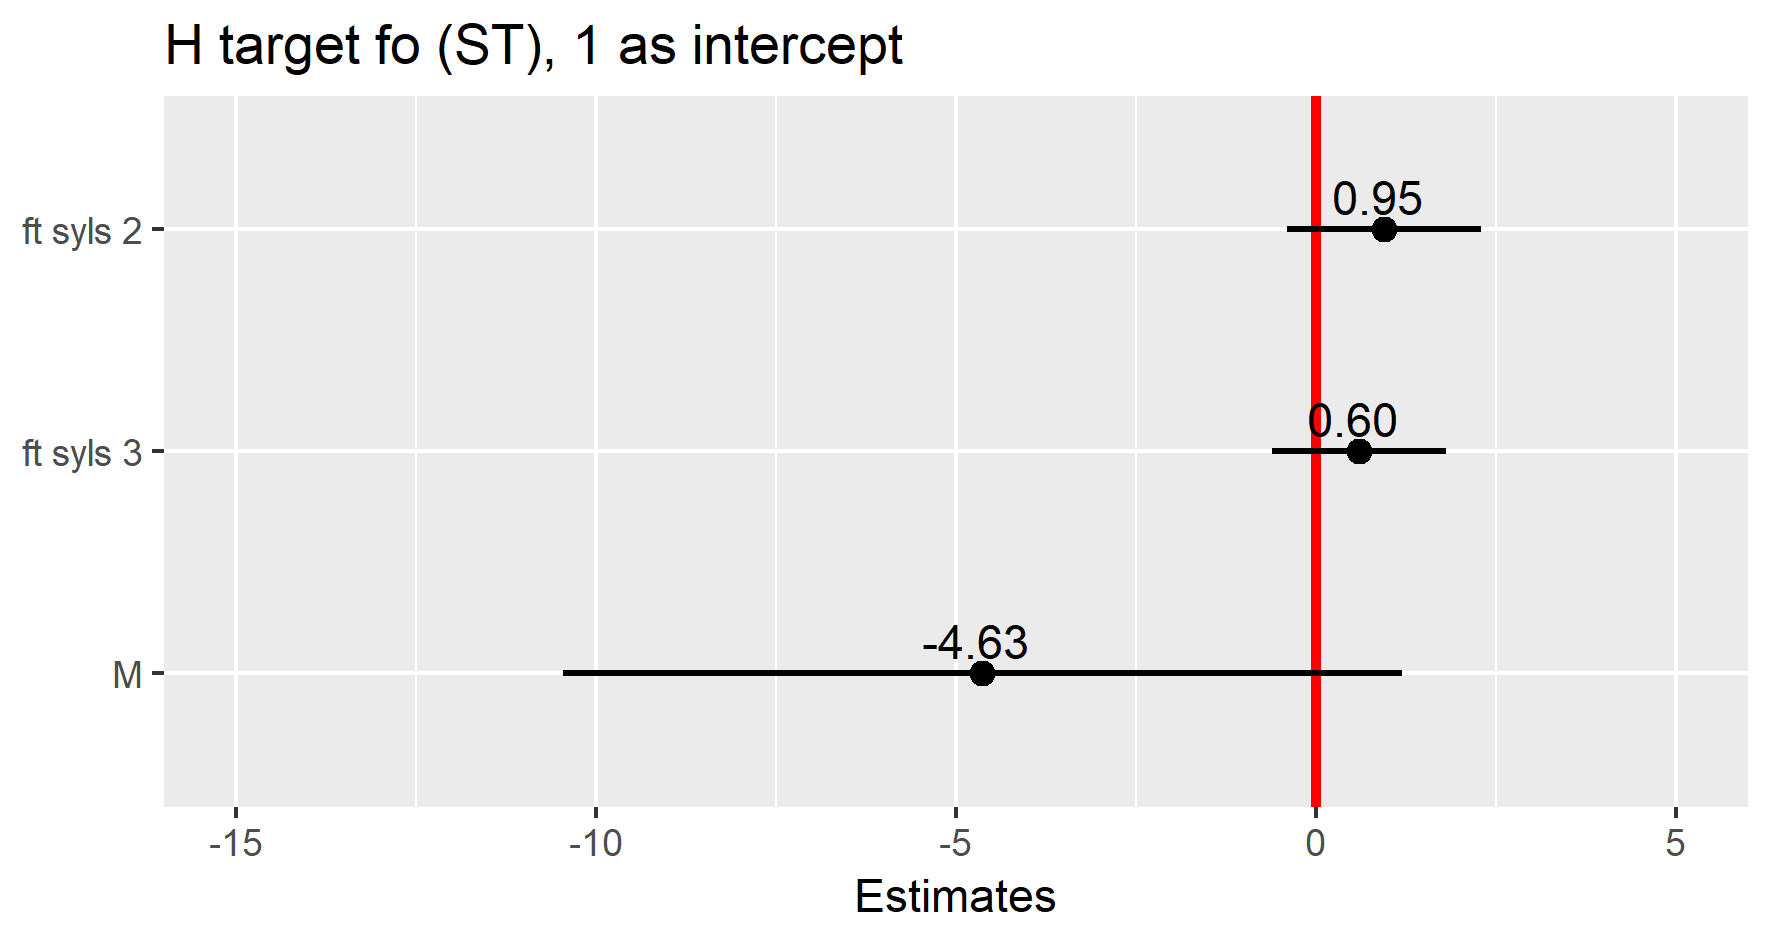 H target fo (ST), 1 as intercept
ft syls 2
0.95
ft syls 3
0.60
M
-4.63
-15 -10 -5 0 5
Estimates